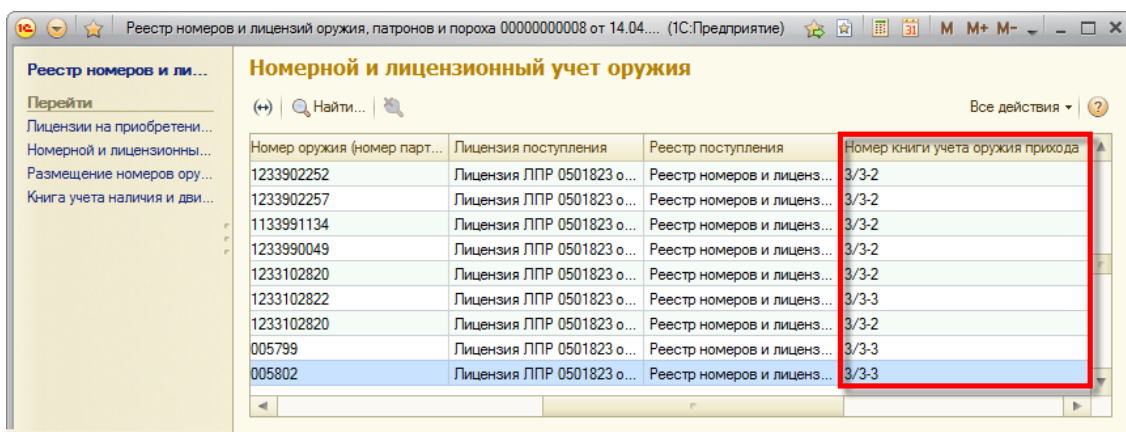 1С Реестр номеров и лицензий оружия, патронов и пороха 00000000008 от 14.04.... (1С:Предприятие) 31 M M+ M-
Реестр номеров и ли...
Перейти
Лицензии на приобретени...
Номерной и лицензионны...
Размещение номеров ору...
Книга учета наличия и дви...
Номерной и лицензионный учет оружия
Найти... Все действия ?
Номер оружия (номер парт... Лицензия поступления Реестр поступления Номер книги учета оружия прихода
1233902252 Лицензия ЛПР 0501823 о... Реестр номеров и лиценз... 3/3-2
1233902257 Лицензия ЛПР 0501823 о... Реестр номеров и лиценз... 3/3-2
1133991134 Лицензия ЛПР 0501823 о... Реестр номеров и лиценз... 3/3-2
1233990049 Лицензия ЛПР 0501823 о... Реестр номеров и лиценз... 3/3-2
1233102820 Лицензия ЛПР 0501823 о... Реестр номеров и лиценз... 3/3-2
1233102822 Лицензия ЛПР 0501823 о... Реестр номеров и лиценз... 3/3-3
1233102820 Лицензия ЛПР 0501823 о... Реестр номеров и лиценз... 3/3-2
005799 Лицензия ЛПР 0501823 о... Реестр номеров и лиценз... 3/3-3
005802 Лицензия ЛПР 0501823 о... Реестр номеров и лиценз... 3/3-3